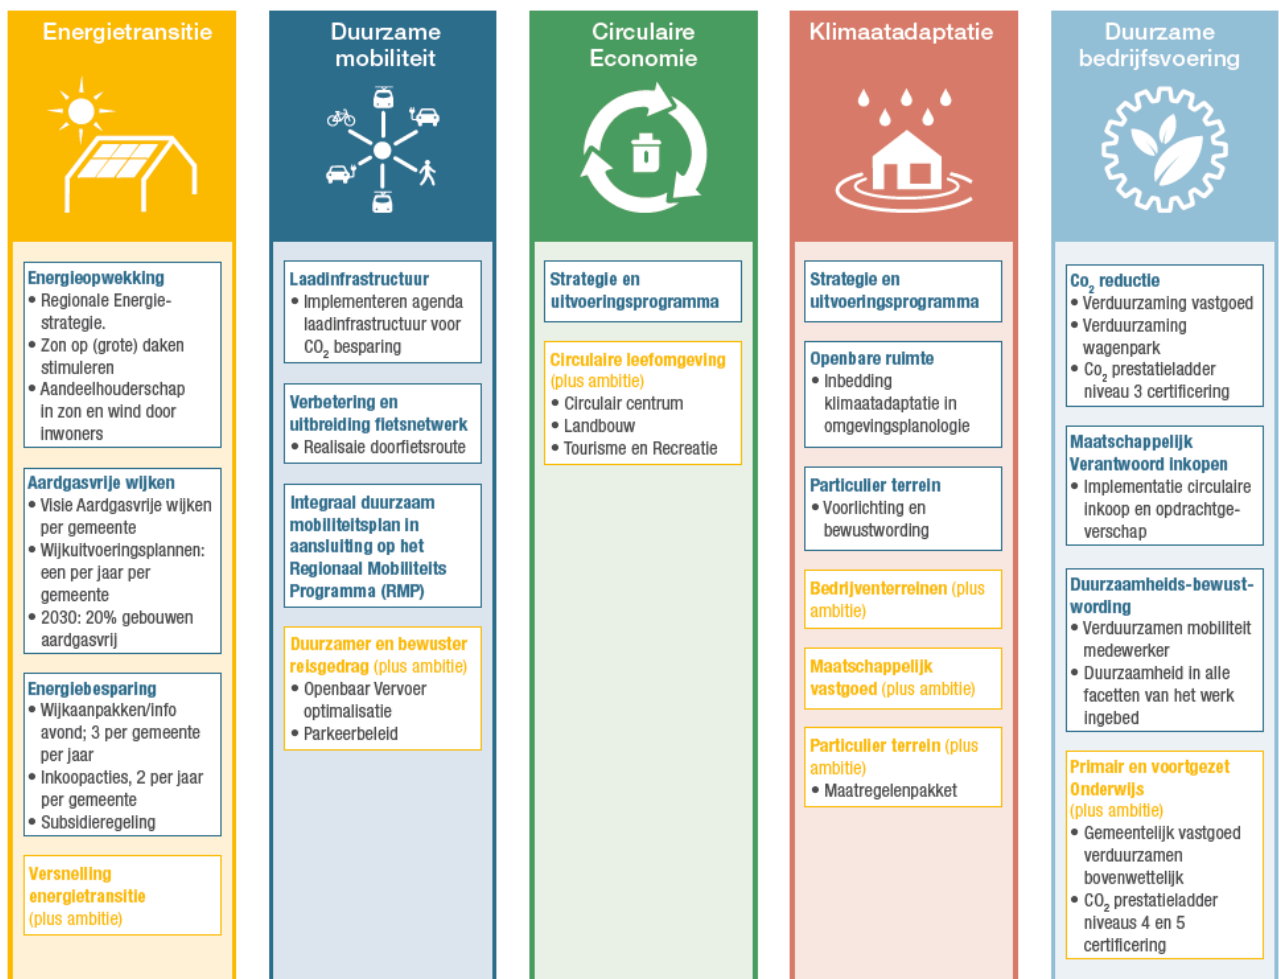 Energietransitie
Energieopwekking
• Regionale Energie-
strategie.
• Zon op (grote) daken
stimuleren
• Aandeelhouderschap
in zon en wind door
inwoners
Aardgasvrije wijken
• Visie Aardgasvrije wijken
per gemeente
• Wijkuitvoeringsplannen:
een per jaar per
gemeente
• 2030: 20% gebouwen
aardgasvrij
Energiebesparing
• Wijkaanpakken/info
avond; 3 per gemeente
per jaar
• Inkoopacties, 2 per jaar
per gemeente
• Subsidieregeling
Versnelling
energietransitie
(plus ambitie)
Duurzame
mobiliteit
Laadinfrastructuur
• Implementeren agenda
laadinfrastructuur voor
CO₂ besparing
Verbetering en
uitbreiding fietsnetwerk
• Realisaie doorfietsroute
Integraal duurzaam
mobiliteitsplan in
aansluiting op het
Regionaal Mobiliteits
Programma (RMP)
Duurzamer en bewuster
reisgedrag (plus ambitie)
• Openbaar Vervoer
optimalisatie
• Parkeerbeleid
Circulaire
Economie
Strategie en
uitvoeringsprogramma
Circulaire leefomgeving
(plus ambitie)
• Circulair centrum
• Landbouw
• Tourisme en Recreatie
Klimaatadaptatie
Strategie en
uitvoeringsprogramma
Openbare ruimte
• Inbedding
klimaatadaptatie in
omgevingsplanologie
Particulier terrein
• Voorlichting en
bewustwording
Bedrijventerreinen (plus
ambitie)
Maatschappelijk
vastgoed (plus ambitie)
Particulier terrein (plus
ambitie)
• Maatregelenpakket
Duurzame
bedrijfsvoering
Co₂ reductie
• Verduurzaming vastgoed
• Verduurzaming
wagenpark
• Co₂ prestatieladder
niveau 3 certificering
Maatschappelijk
Verantwoord inkopen
• Implementatie circulaire
inkoop en opdrachtge-
verschap
Duurzaamheids-bewust-
wording
• Verduurzamen mobiliteit
medewerker
• Duurzaamheid in alle
facetten van het werk
ingebed
Primair en voortgezet
Onderwijs
(plus ambitie)
• Gemeentelijk vastgoed
verduurzamen
bovenwettelijk
• CO₂ prestatieladder
niveaus 4 en 5
certificering